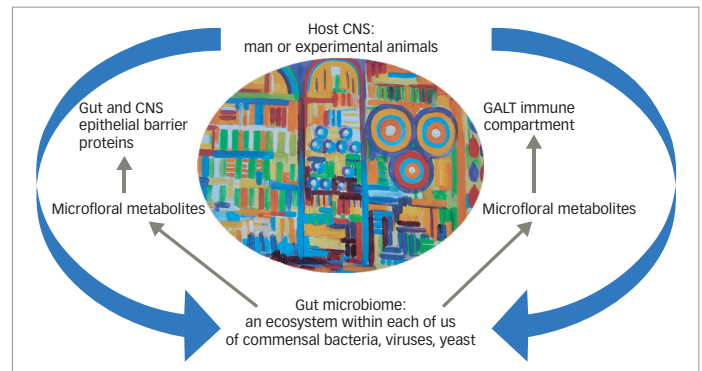 Host CNS:
man or experimental animals
Gut and CNS
epithelial barrier
proteins
GALT immune
compartment
Microfloral metabolites
Microfloral metabolites
Gut microbiome:
an ecosystem within each of us
of commensal bacteria, viruses, yeast